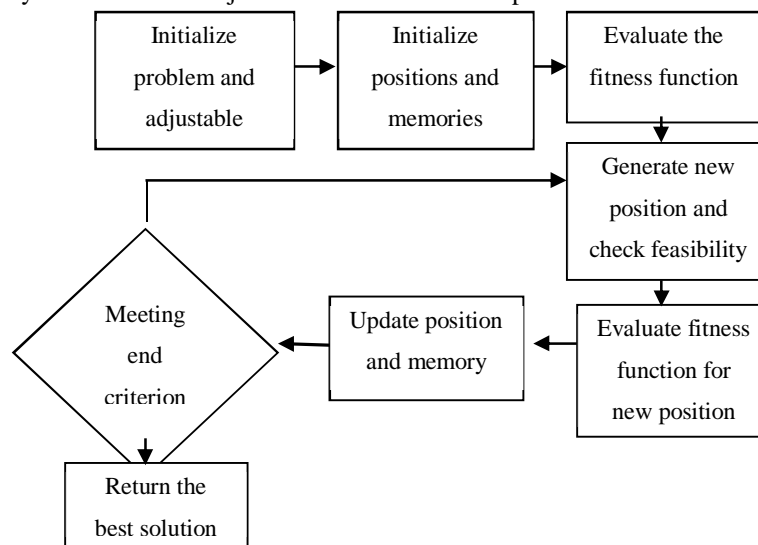 Initialize
problem and
adjustable
Initialize
positions and
memories
Evaluate the
fitness function
Generate new
position and
check feasibility
Evaluate fitness
function for
new position
Update position
and memory
Meeting
end
criterion
Return the
best solution